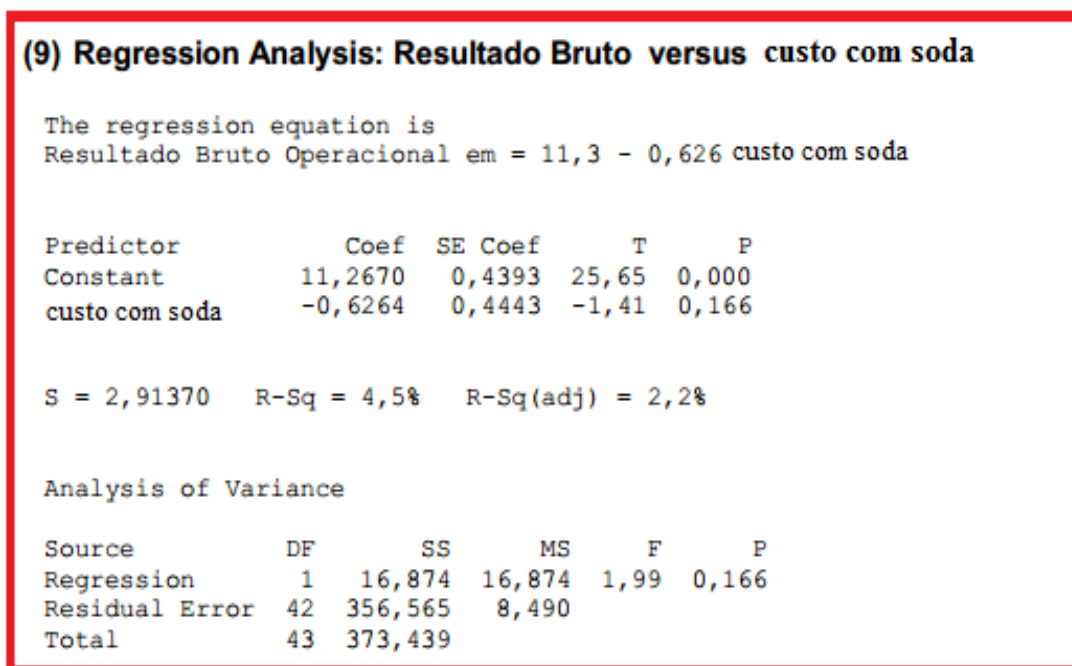 (9) Regression Analysis: Resultado Bruto versus custo com soda
The regression equation is
Resultado Bruto Operacional em = 11,3 - 0,626 custo com soda
Predictor Coef SE Coef T P
Constant 11,2670 0,4393 25,65 0,000
custo com soda -0,6264 0,4443 -1,41 0,166
S = 2,91370 R-Sq = 4,5% R-Sq(adj) = 2,2%
Analysis of Variance
Source DF SS MS F P
Regression 1 16,874 16,874 1,99 0,166
Residual Error 42 356,565 8,490
Total 43 373,439